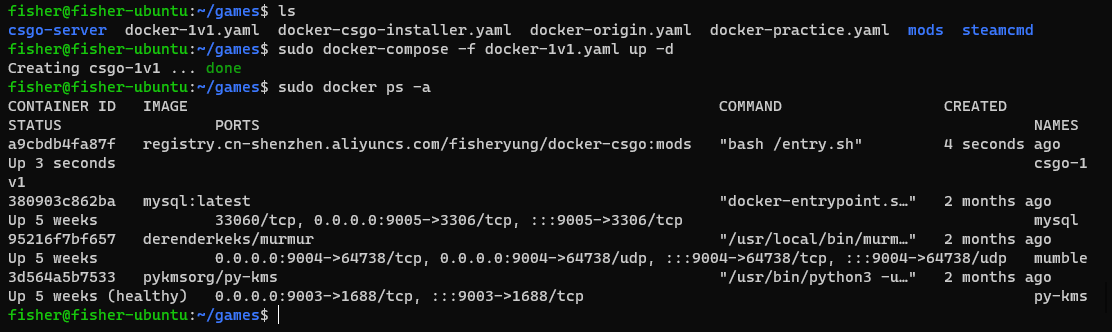 fisher@fisher-ubuntu:~/games$ ls
csgo-server  docker-1v1.yaml  docker-csgo-installer.yaml  docker-origin.yaml  docker-practice.yaml  mods  steamcmd
fisher@fisher-ubuntu:~/games$ sudo docker-compose -f docker-1v1.yaml up -d
Creating csgo-1v1 ... done
fisher@fisher-ubuntu:~/games$ sudo docker ps -a
CONTAINER ID   IMAGE                                                          COMMAND                  CREATED
STATUS                 PORTS                                                                                      NAMES
a9cbdb4fa87f   registry.cn-shenzhen.aliyuncs.com/fisheryung/docker-csgo:mods   "bash /entry.sh"         4 seconds ago
Up 3 seconds                                                                                                      csgo-1
v1
380903c862ba   mysql:latest                                                    "docker-entrypoint.s…"   2 months ago
Up 5 weeks             33060/tcp, 0.0.0.0:9005->3306/tcp, :::9005->3306/tcp                                       mysql
95216f7bf657   derenderkeks/murmur                                             "/usr/local/bin/murm…"   2 months ago
Up 5 weeks             0.0.0.0:9004->64738/tcp, 0.0.0.0:9004->64738/udp, :::9004->64738/tcp, :::9004->64738/udp   mumble
3d564a5b7533   pykmsorg/py-kms                                                 "/usr/bin/python3 -u…"   2 months ago
Up 5 weeks (healthy)   0.0.0.0:9003->1688/tcp, :::9003->1688/tcp                                                  py-kms
fisher@fisher-ubuntu:~/games$